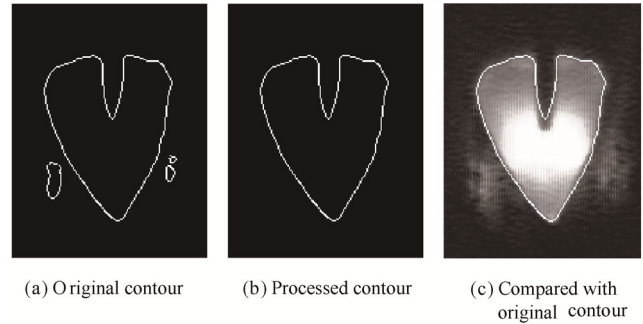 (a) O riginal contour
(b) Processed contour
(c) Compared with
original contour